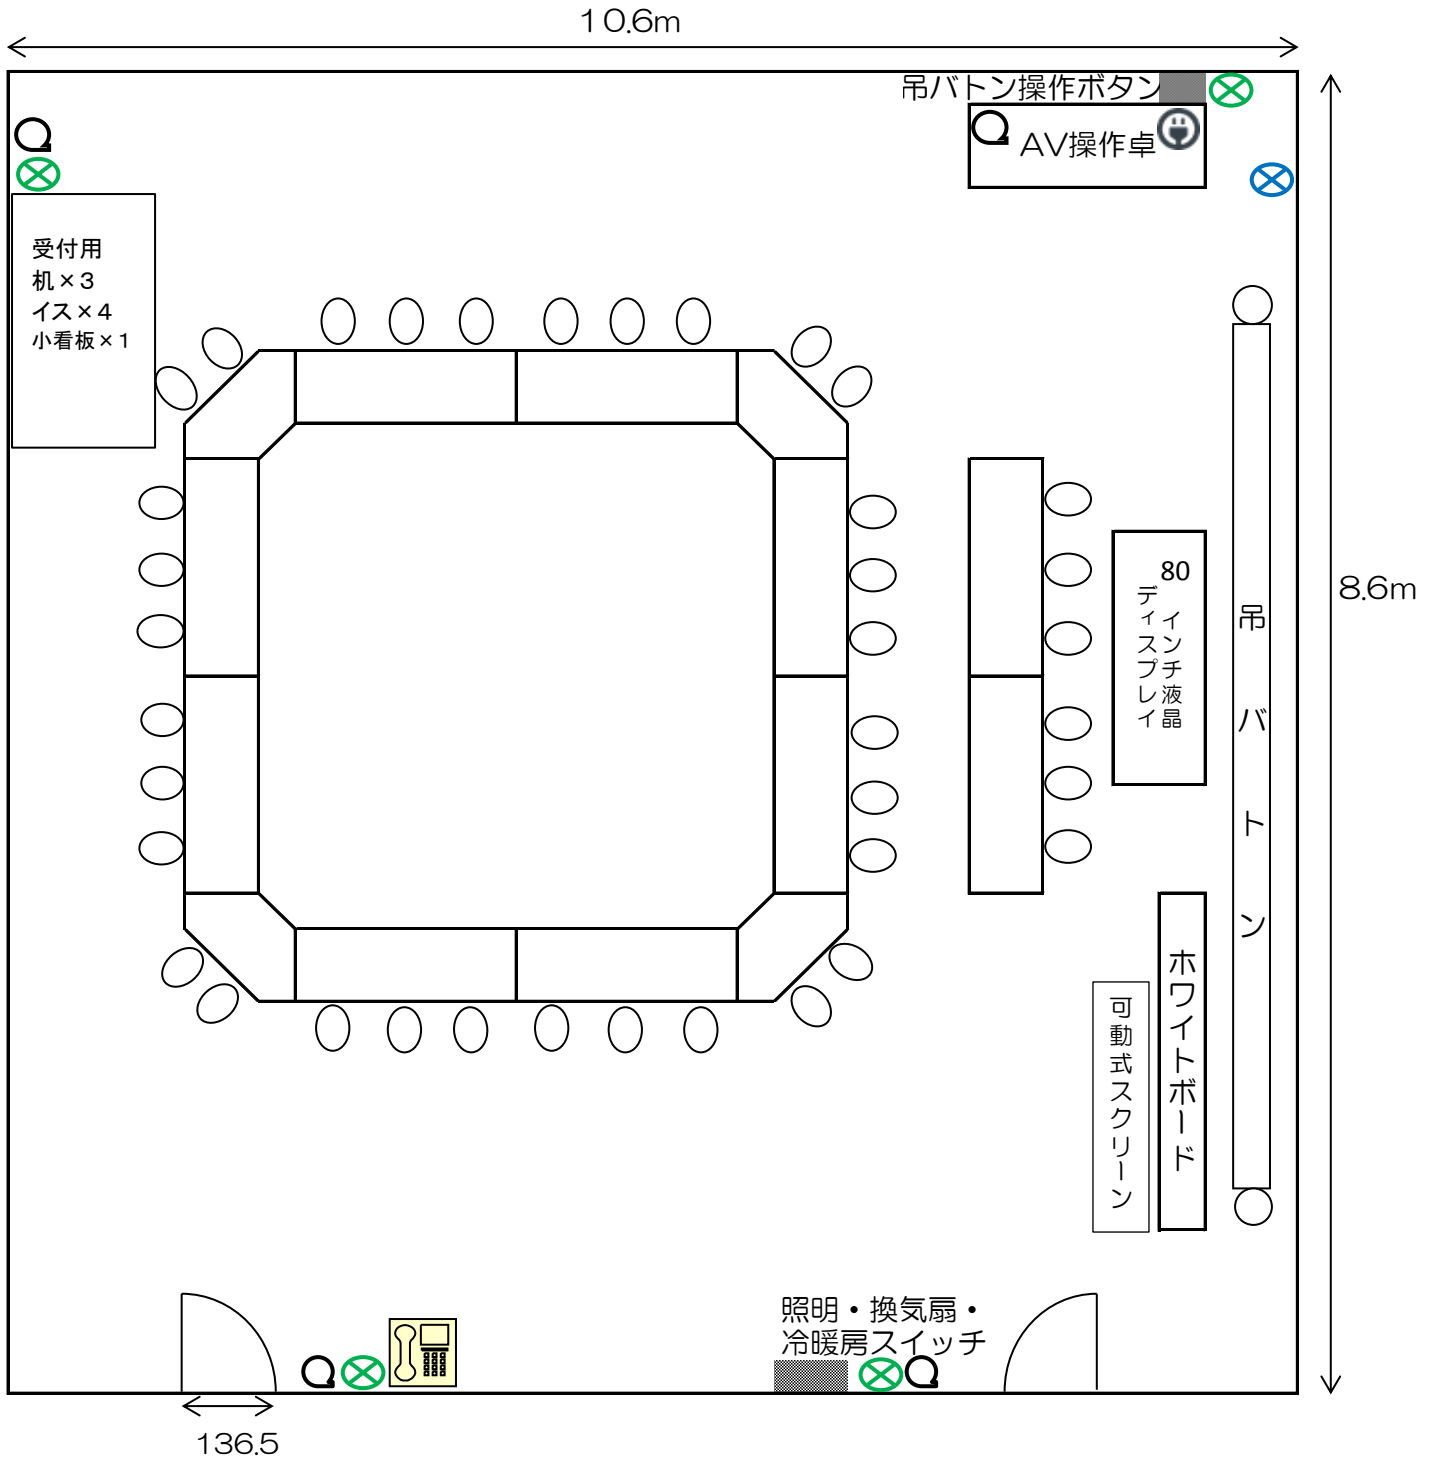 10.6m
吊バトン操作ボタン
AV操作卓
受付用
机×3
イス×4
小看板×1
8.6m
80
インチ液晶
ディスプレイ
吊バトン
ホワイトボード
可動式スクリーン
照明・換気扇・
冷暖房スイッチ
136.5